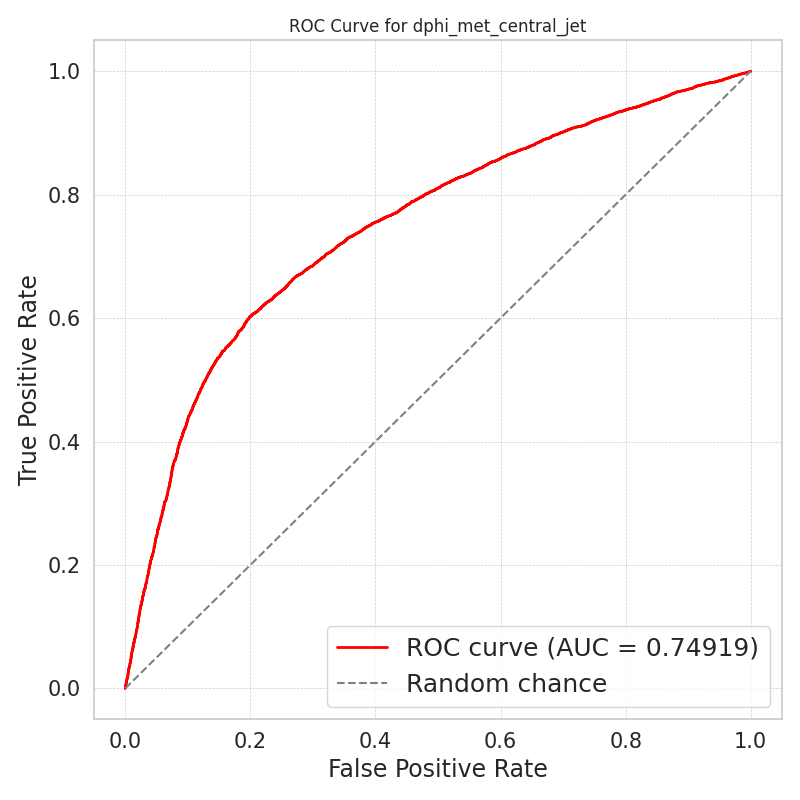 ROC Curve for dphi_met_central_jet
True Positive Rate
1.0
0.8
0.6
0.4
0.2
0.0
ROC curve (AUC = 0.74919)
Random chance
0.0 0.2 0.4 0.6 0.8 1.0
False Positive Rate